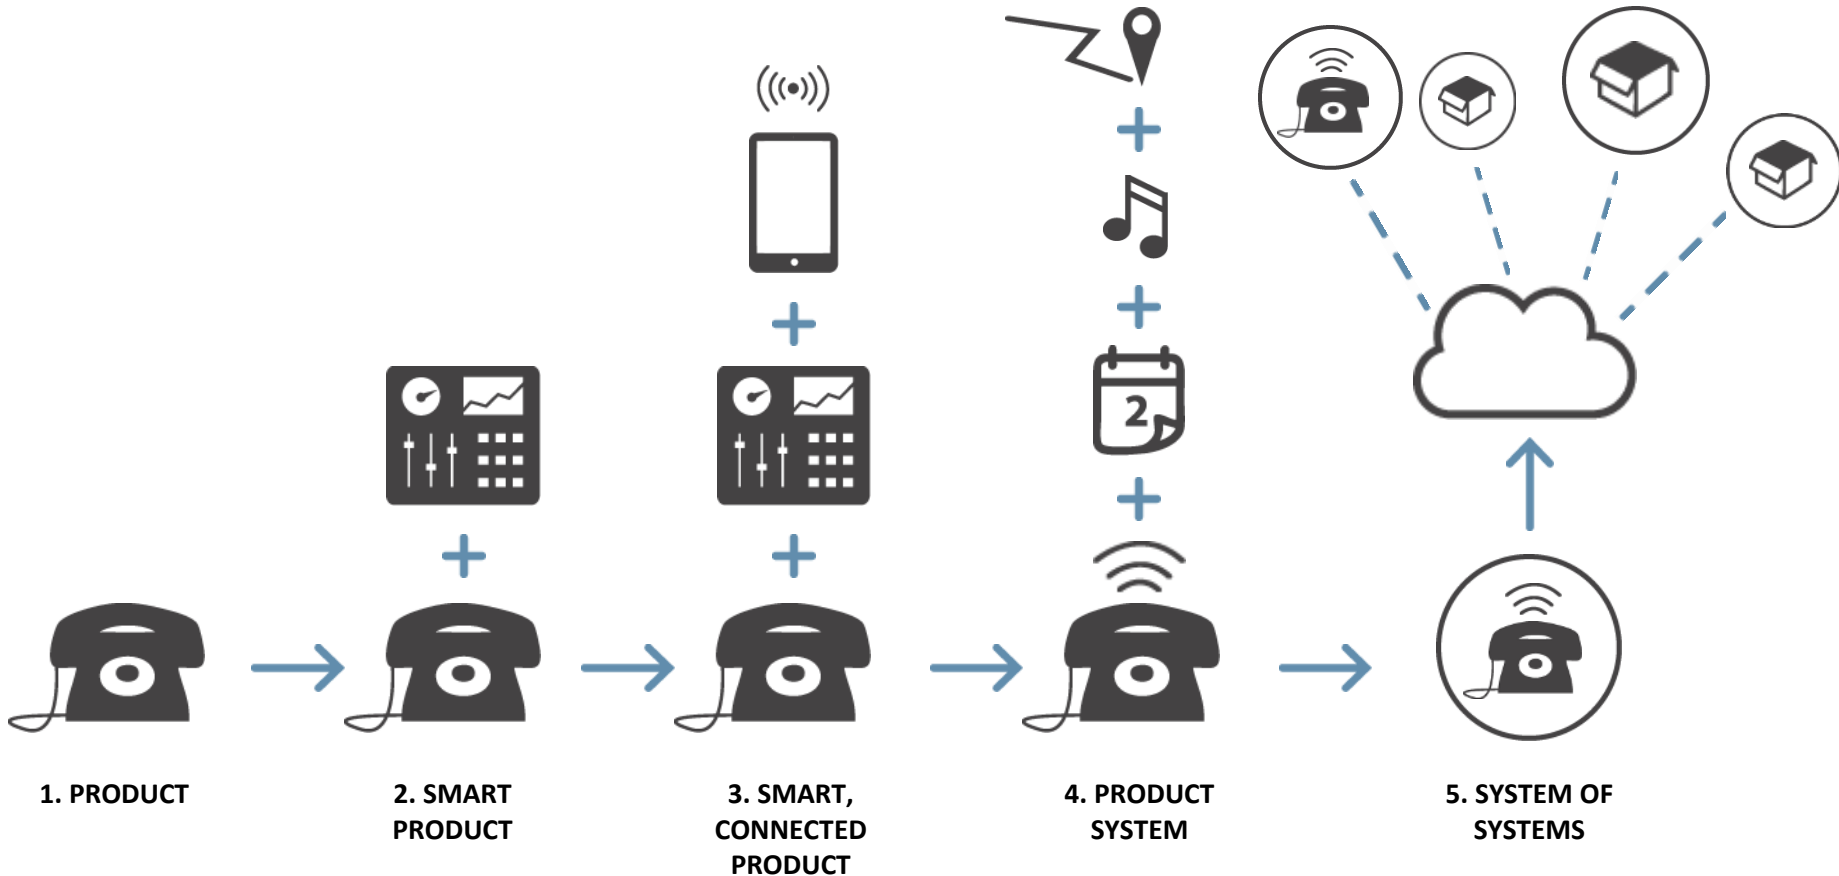 2
1. PRODUCT
2. SMART
PRODUCT
3. SMART,
CONNECTED
PRODUCT
4. PRODUCT
SYSTEM
5. SYSTEM OF
SYSTEMS